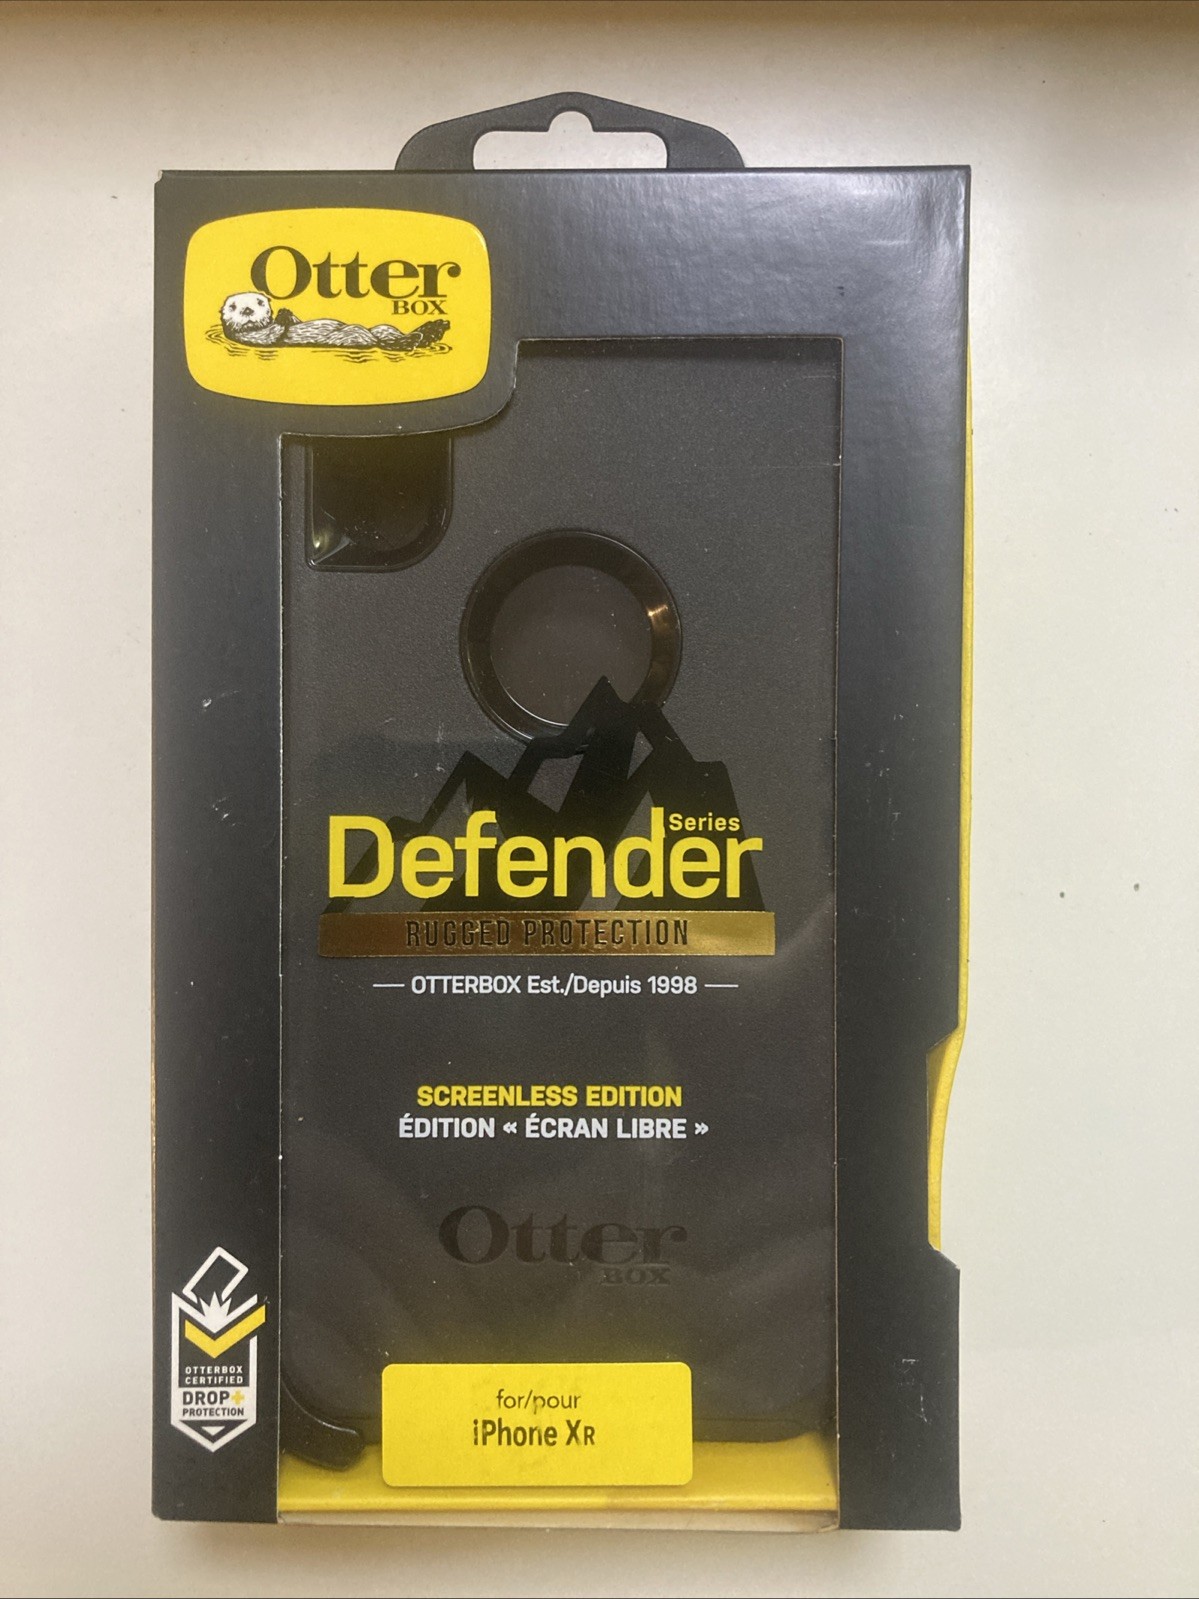 Otter
BOX
Defender Series
RUGGED PROTECTION
OTTERBOX Est./Depuis 1998
SCREENLESS EDITION
ÉDITION « ÉCRAN LIBRE »
Otter
BOX
OTTERBOX
CERTIFIED
DROP+
PROTECTION
for/pour
iPhone XR